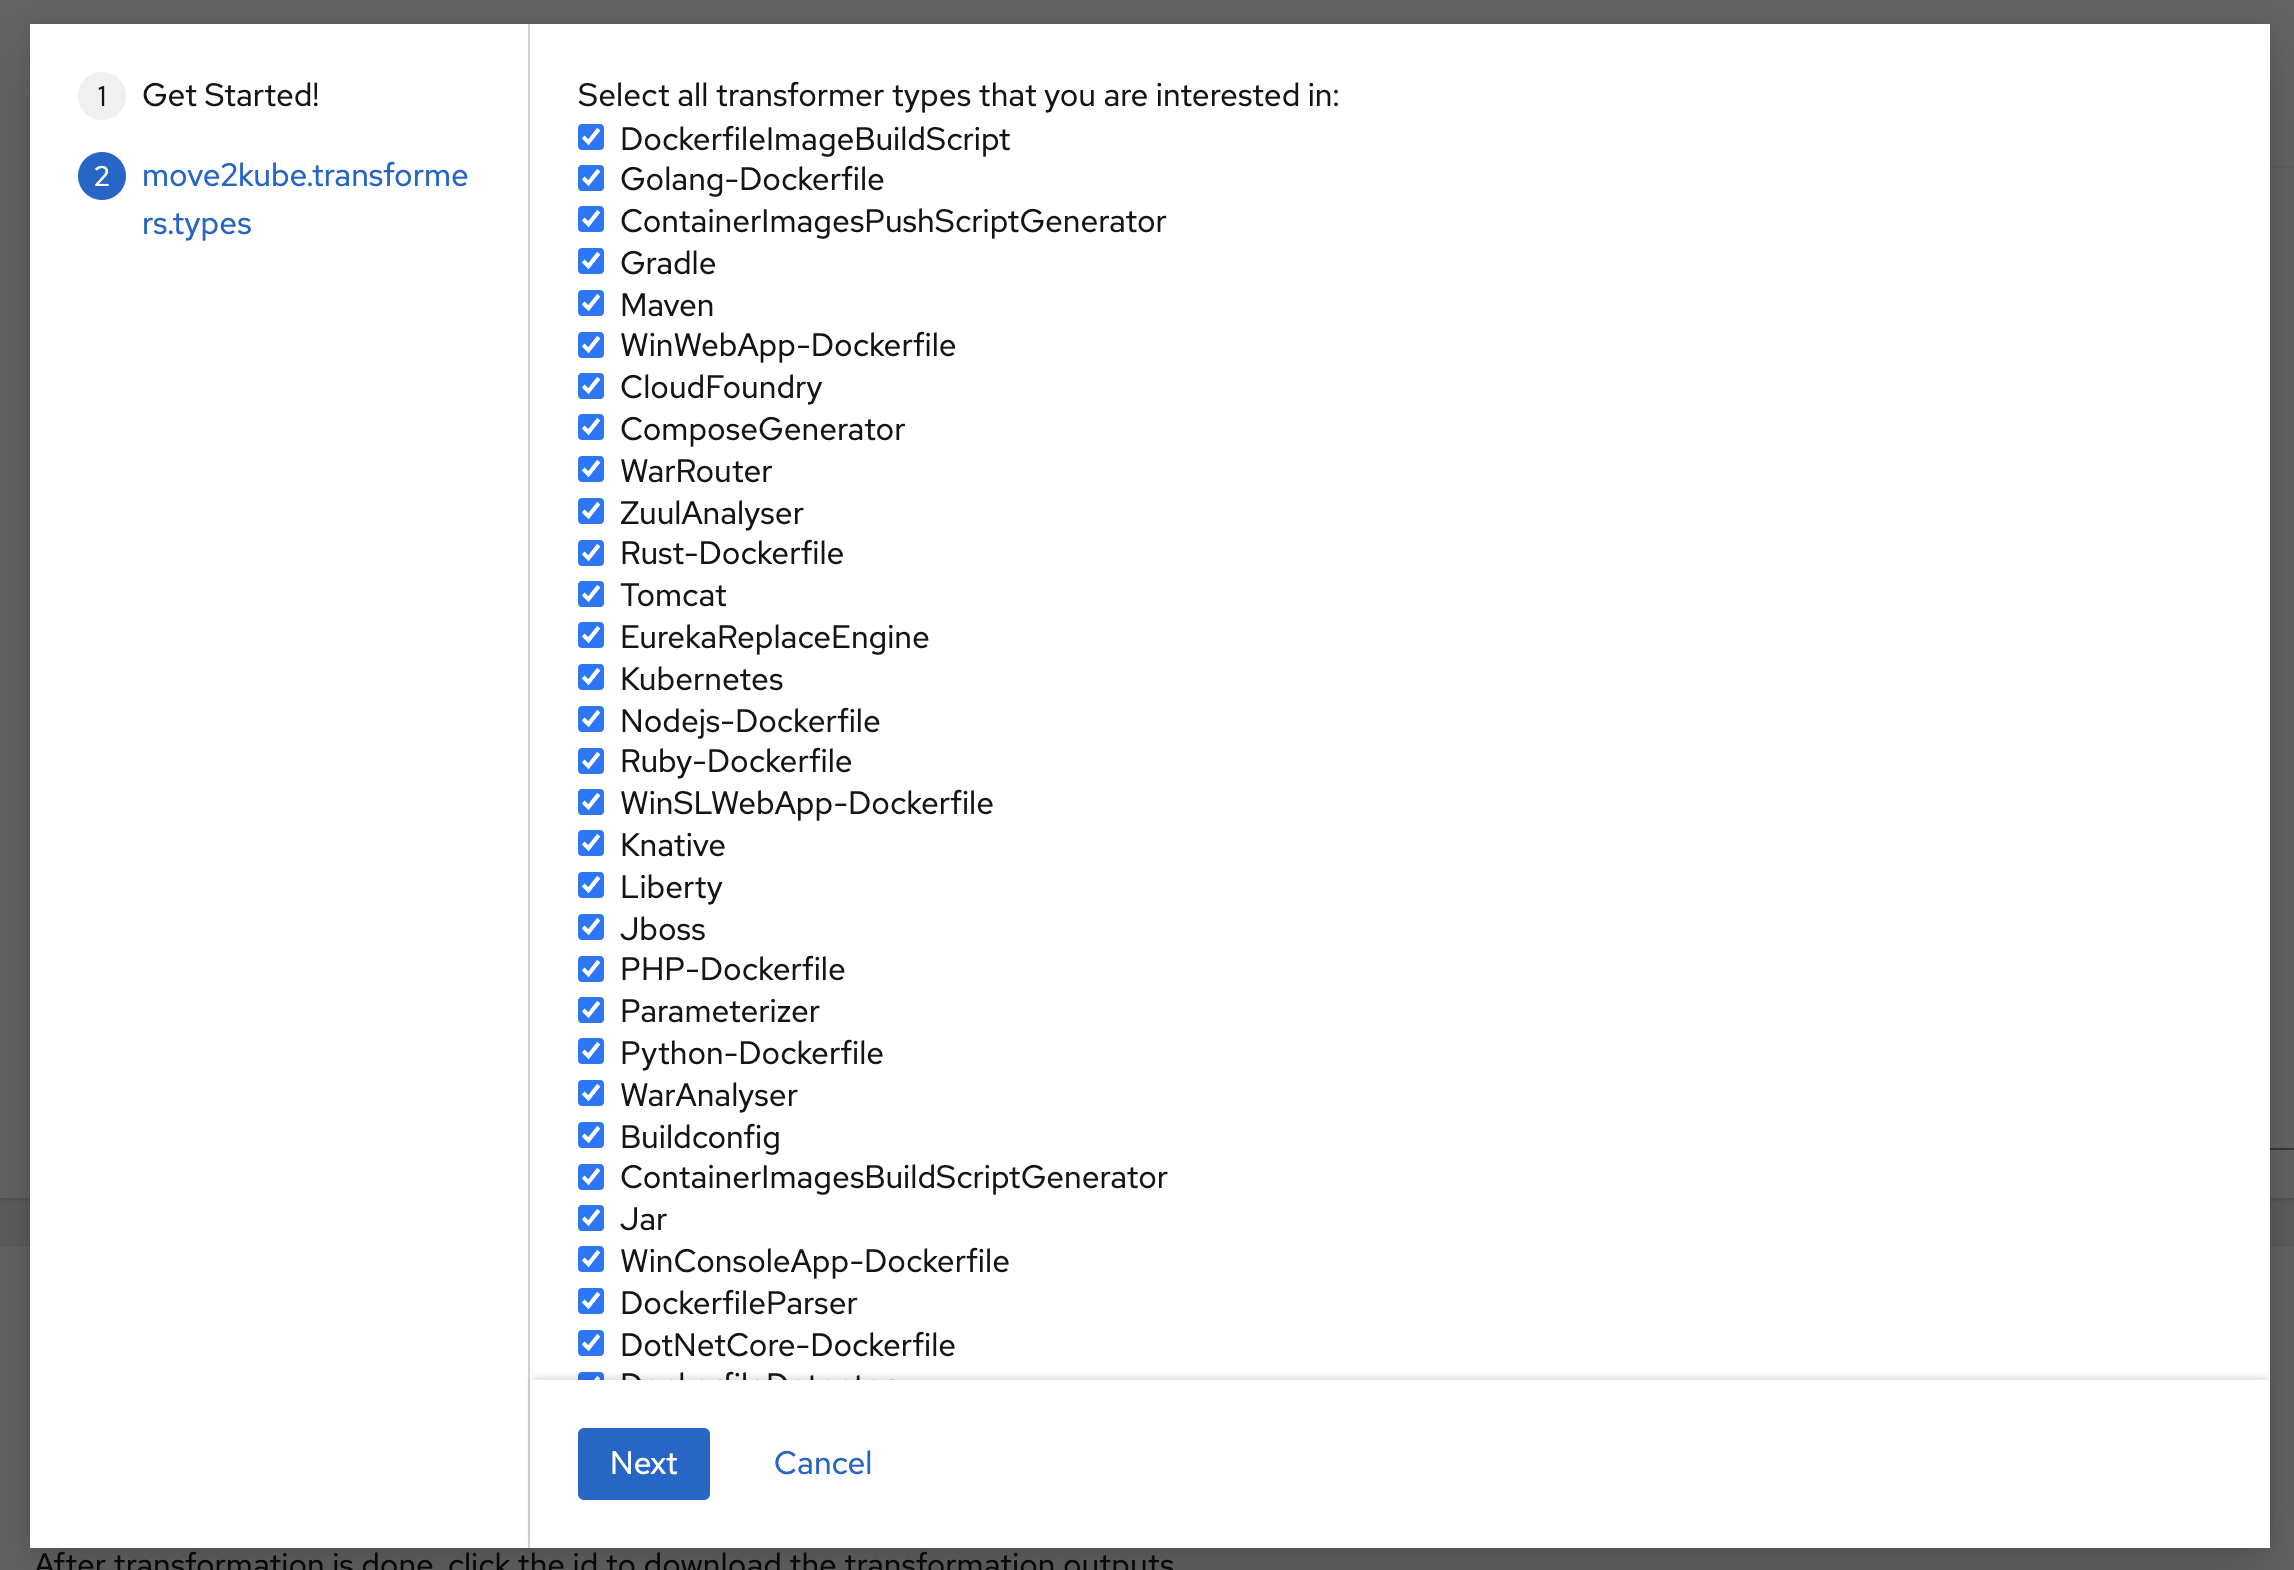 1 Get Started!
2 move2kube.transforme
rs.types
Select all transformer types that you are interested in:
DockerfileImageBuildScript
Golang-Dockerfile
ContainerImagesPushScriptGenerator
Gradle
Maven
WinWebApp-Dockerfile
CloudFoundry
ComposeGenerator
WarRouter
ZuulAnalyser
Rust-Dockerfile
Tomcat
EurekaReplaceEngine
Kubernetes
Nodejs-Dockerfile
Ruby-Dockerfile
WinSLWebApp-Dockerfile
Knative
Liberty
Jboss
PHP-Dockerfile
Parameterizer
Python-Dockerfile
WarAnalyser
Buildconfig
ContainerImagesBuildScriptGenerator
Jar
WinConsoleApp-Dockerfile
DockerfileParser
DotNetCore-Dockerfile
DockerfileDetector
Next Cancel
After transformation is done, click the id to download the transformation outputs